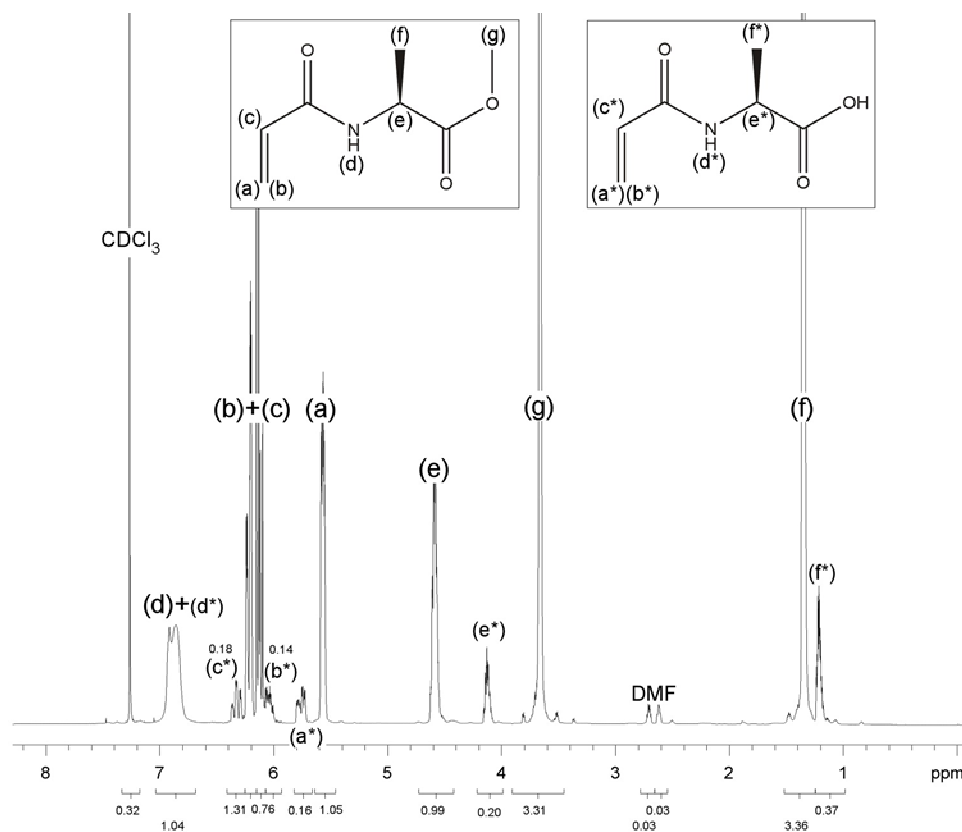 (f)
(g)
O
O
(c)
N
H
(e)
(d)
(a)
(b)
O
(f*)
O
(c*)
OH
N
H
(e*)
(d*)
(a*)(b*)
O
CDCl3
(b)+(c)
(a)
(g)
(f)
(e)
(d)+(d*)
0.18
(c*)
0.14
(b*)
(e*)
(f*)
DMF
(a*)
8 7 6 5 4 3 2 1 ppm
0.32 1.31 0.76 0.16 1.05 0.99 0.20 3.31 0.03 0.37
1.04 0.03 3.36